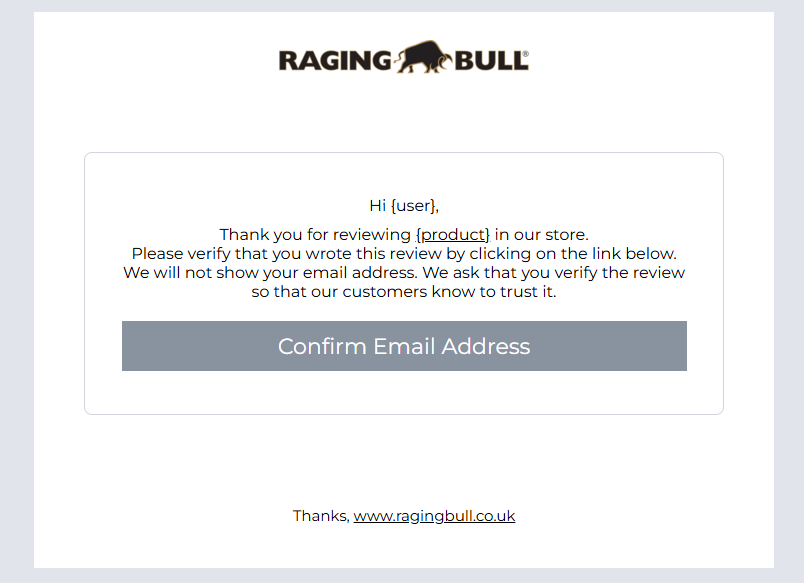 RAGING BULL®
Hi {user},
Thank you for reviewing {product} in our store.
Please verify that you wrote this review by clicking on the link below.
We will not show your email address. We ask that you verify the review
so that our customers know to trust it.
Confirm Email Address
Thanks, www.ragingbull.co.uk